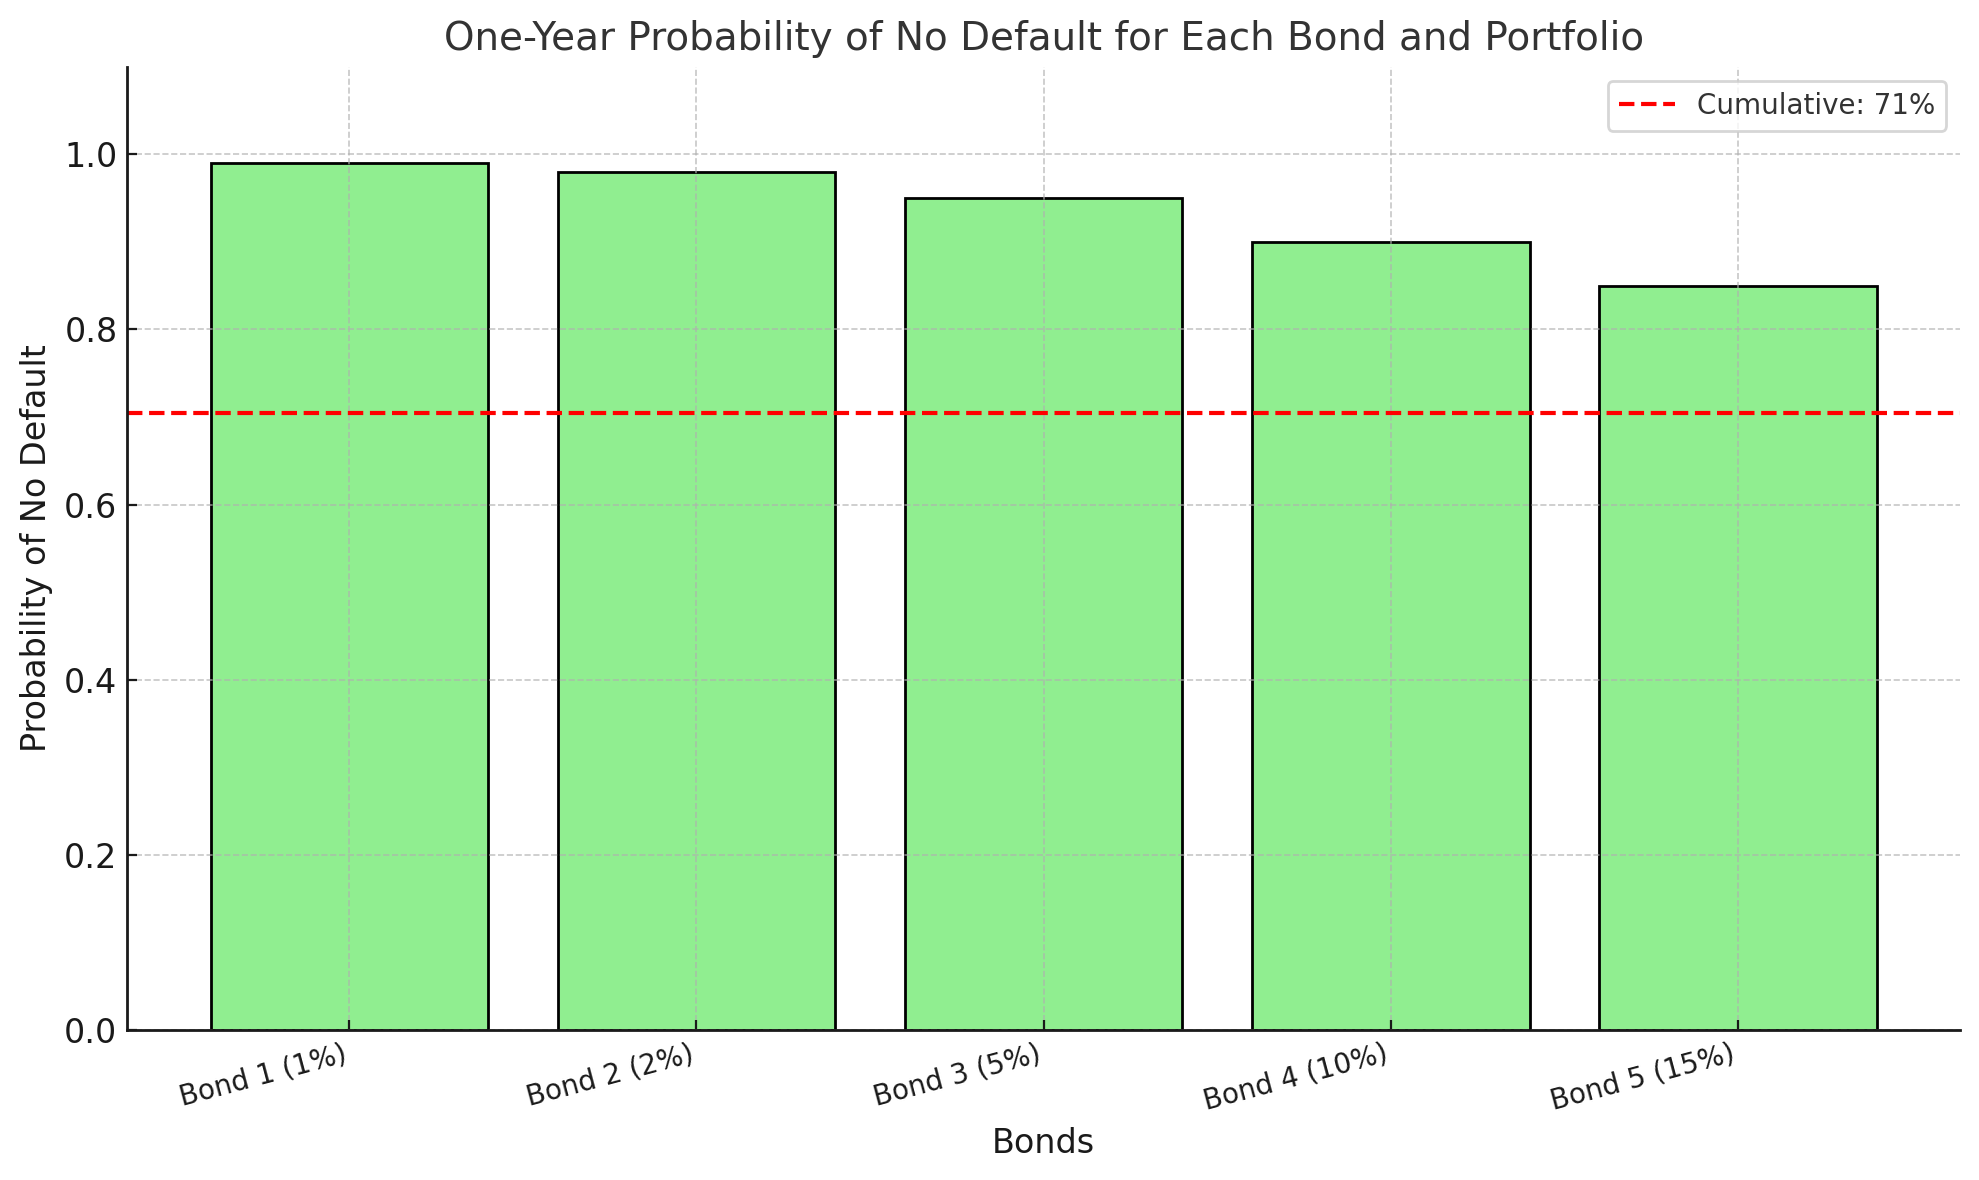 One-Year Probability of No Default for Each Bond and Portfolio
Cumulative: 71%
Probability of No Default
1.0
0.8
0.6
0.4
0.2
0.0
Bond 1 (1%)
Bond 2 (2%)
Bond 3 (5%)
Bond 4 (10%)
Bond 5 (15%)
Bonds